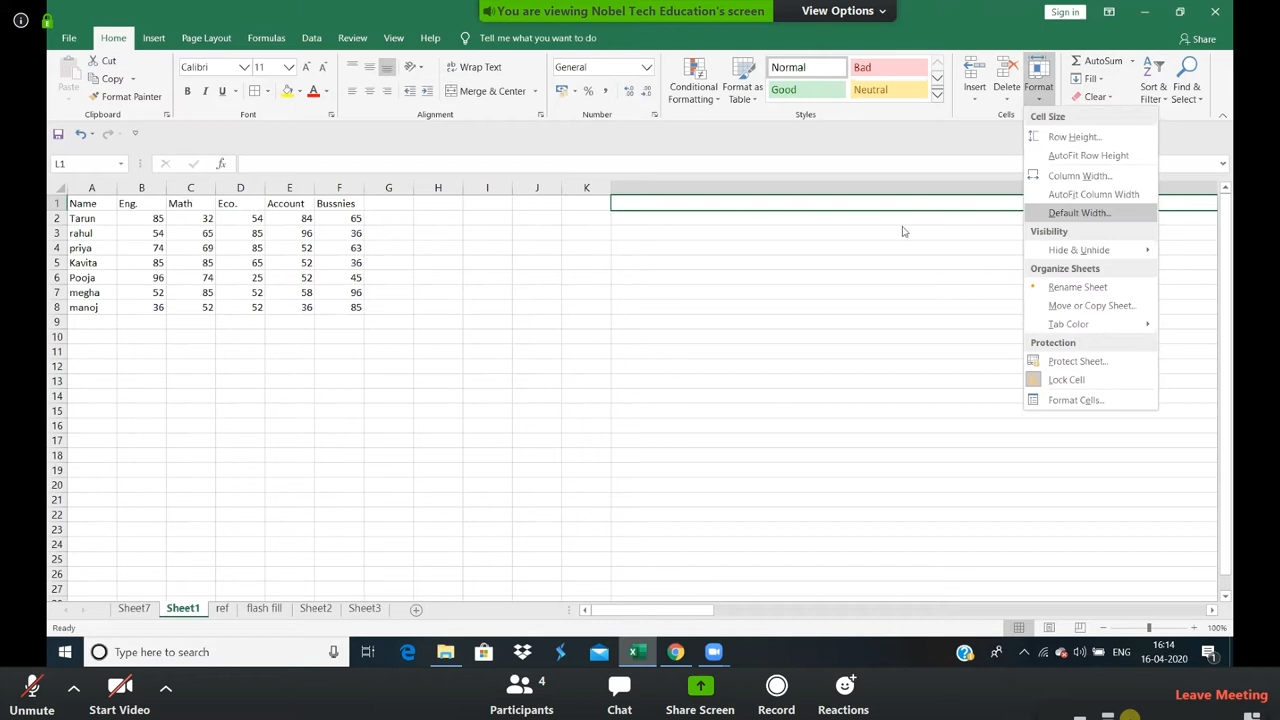 You are viewing Nobel Tech Education's screen
View Options
Sign in
File Home Insert Page Layout Formulas Data Review View Help Tell me what you want to do Share
Paste
Cut
Copy
Format Painter
Clipboard
Calibri 11
B I U
Font
Wrap Text
Merge & Center
Alignment
General
Number
Conditional Formatting
Format as Table
Normal Bad
Good Neutral
Styles
Insert Delete Format
Cells
AutoSum
Fill
Clear
Sort & Filter
Find & Select
Cell Size
Row Height...
AutoFit Row Height
Column Width...
AutoFit Column Width
Default Width...
Visibility
Hide & Unhide
Organize Sheets
Rename Sheet
Move or Copy Sheet...
Tab Color
Protection
Protect Sheet...
Lock Cell
Format Cells...
L1 fx
A B C D E F G H I J K
1 Name Eng. Math Eco. Account Bussnies
2 Tarun 85 32 54 84 65
3 rahul 54 65 85 96 36
4 priya 74 69 85 52 63
5 Kavita 85 85 65 52 36
6 Pooja 96 74 25 52 45
7 megha 52 85 52 58 96
8 manoj 36 52 52 36 85
9
10
11
12
13
14
15
16
17
18
19
20
21
22
23
24
25
26
27
Sheet7 Sheet1 ref flash fill Sheet2 Sheet3
Ready 100%
Type here to search
ENG
16:14
16-04-2020
Unmute
Start Video
4
Participants
Chat
Share Screen
Record
Reactions
Leave Meeting